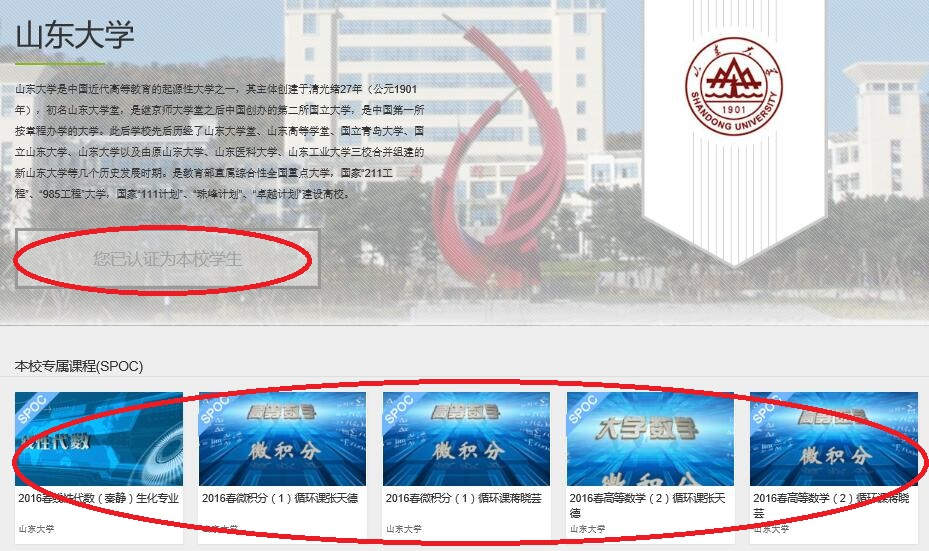 山东大学
山东大学是中国近代高等教育的起源性大学之一，其主体创建于清光绪27年（公元1901
年），初名山东大学堂，是继京师大学堂之后中国创办的第二所国立大学，是中国第一所
按章程办学的大学。此后学校先后历经了山东大学堂、山东高等学堂、国立青岛大学、国
立山东大学、山东大学以及由原山东大学、山东医科大学、山东工业大学三校合并组建的
新山东大学等几个历史发展时期。是教育部直属综合性全国重点大学，国家“211工
程”、“985工程”大学，国家“111计划”、“珠峰计划”、“卓越计划”建设高校。
您已认证为本校学生
山东大学
1901
SHANDONG UNIVERSITY
本校专属课程(SPOC)
SPOC
线性代数
2016春线性代数（秦静）生化专业
山东大学
SPOC
高等数学
微积分
2016春微积分（1）循环课张天德
山东大学
SPOC
高等数学
微积分
2016春微积分（1）循环课蒋晓芸
山东大学
SPOC
大学数学
微积分
2016春高等数学（2）循环课张天
德
山东大学
SPOC
高等数学
微积分
2016春高等数学（2）循环课蒋晓
芸
山东大学